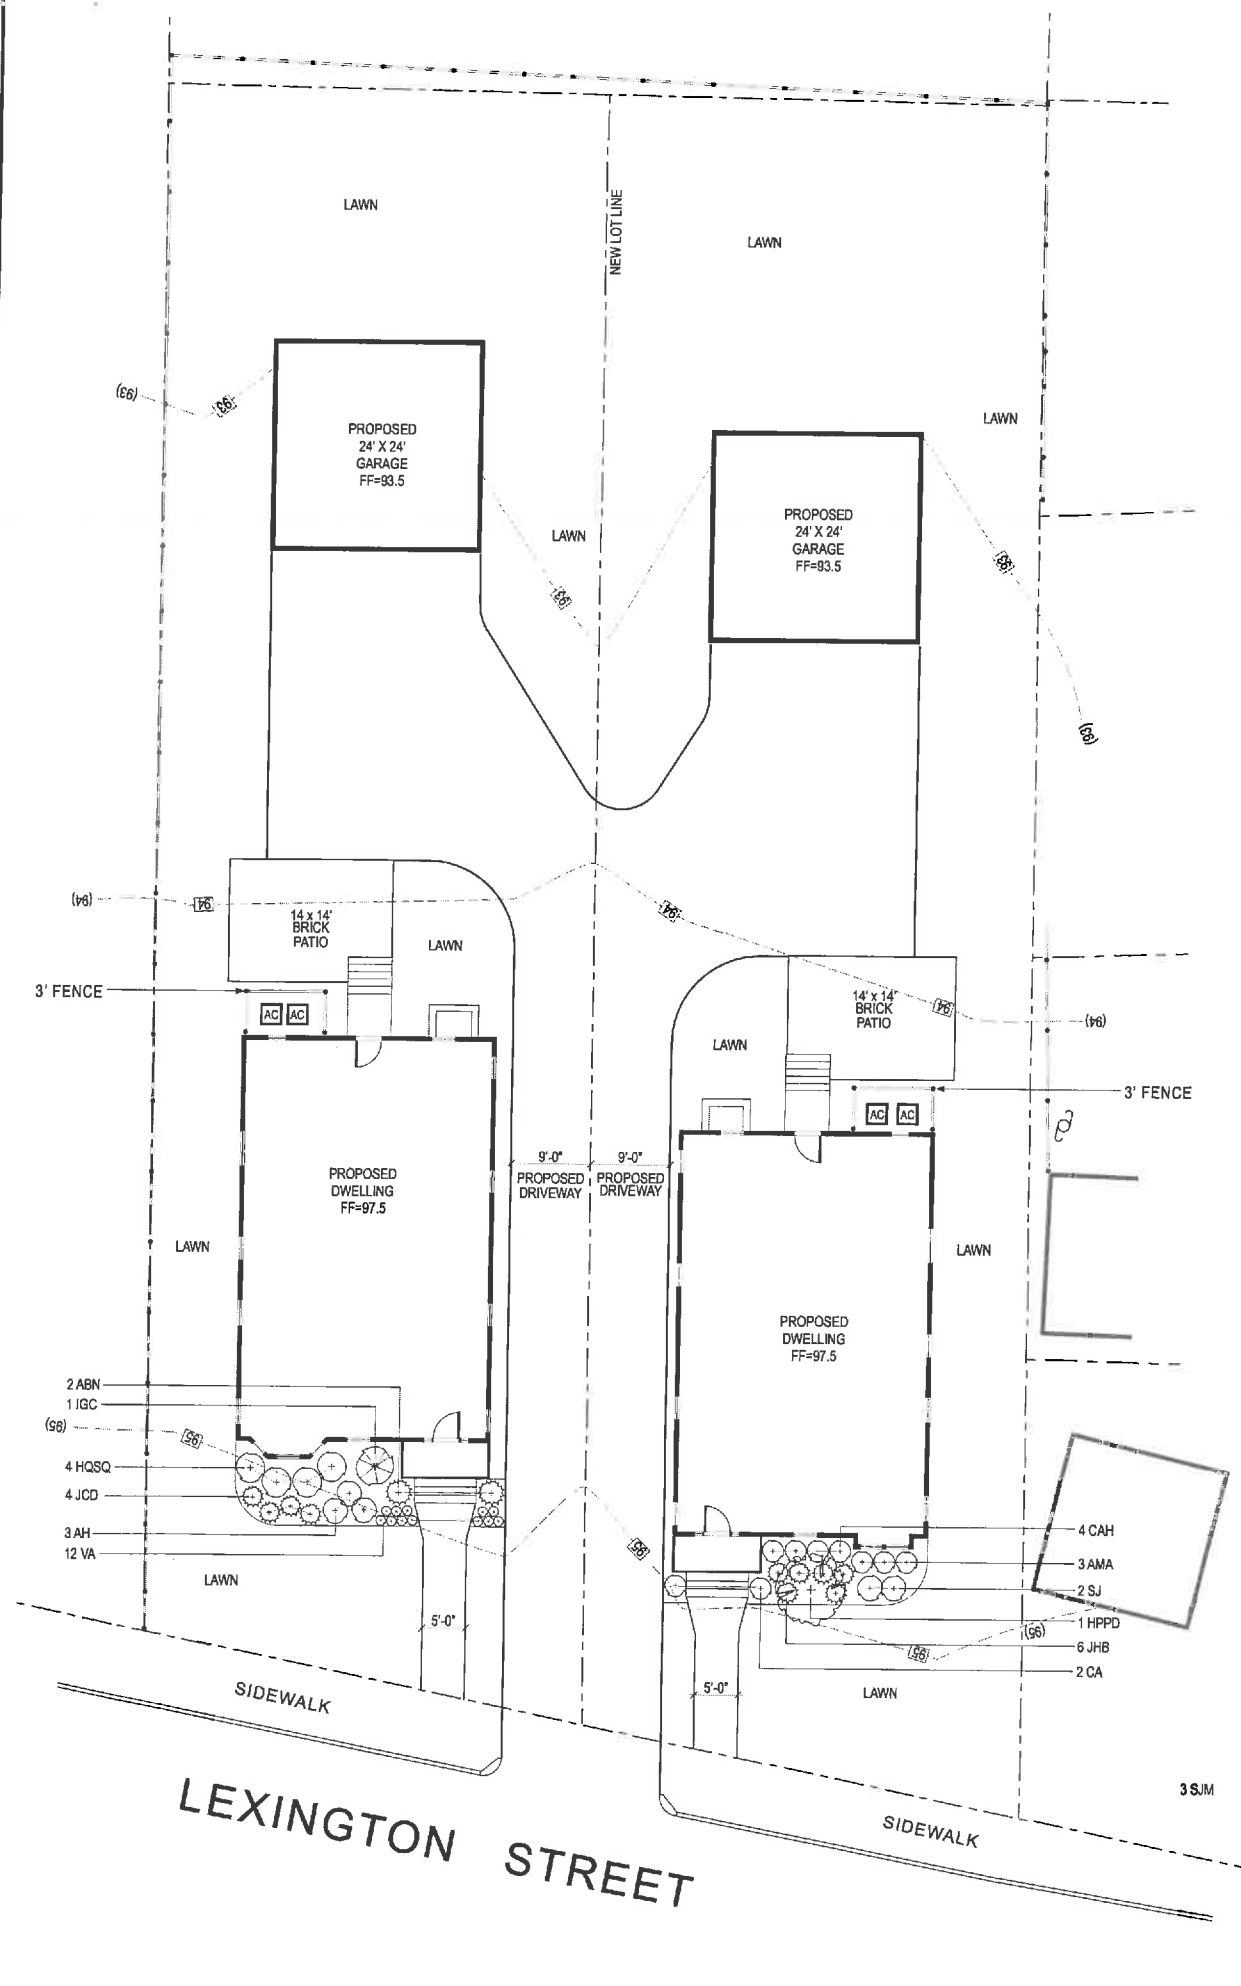 LAWN
NEW LOT LINE
LAWN
(93)
(93)
LAWN
PROPOSED
24' X 24'
GARAGE
FF=93.5
LAWN
PROPOSED
24' X 24'
GARAGE
FF=93.5
(93)
(93)
(93)
(94)
94
14 x 14'
BRICK
PATIO
LAWN
94
3' FENCE
AC AC
14' x 14'
BRICK
PATIO
94
(94)
LAWN
3' FENCE
AC AC
9'-0" 9'-0"
PROPOSED
DRIVEWAY
PROPOSED
DRIVEWAY
PROPOSED
DWELLING
FF=97.5
LAWN
LAWN
PROPOSED
DWELLING
FF=97.5
2 ABN
1 IGC
(95)
95
4 HQSQ
4 JCD
3 AH
12 VA
LAWN
5'-0"
95
4 CAH
3 AMA
2 SJ
1 HPPD
(95)
6 JHB
95
2 CA
5'-0"
LAWN
SIDEWALK
3 SJM
SIDEWALK
LEXINGTON STREET